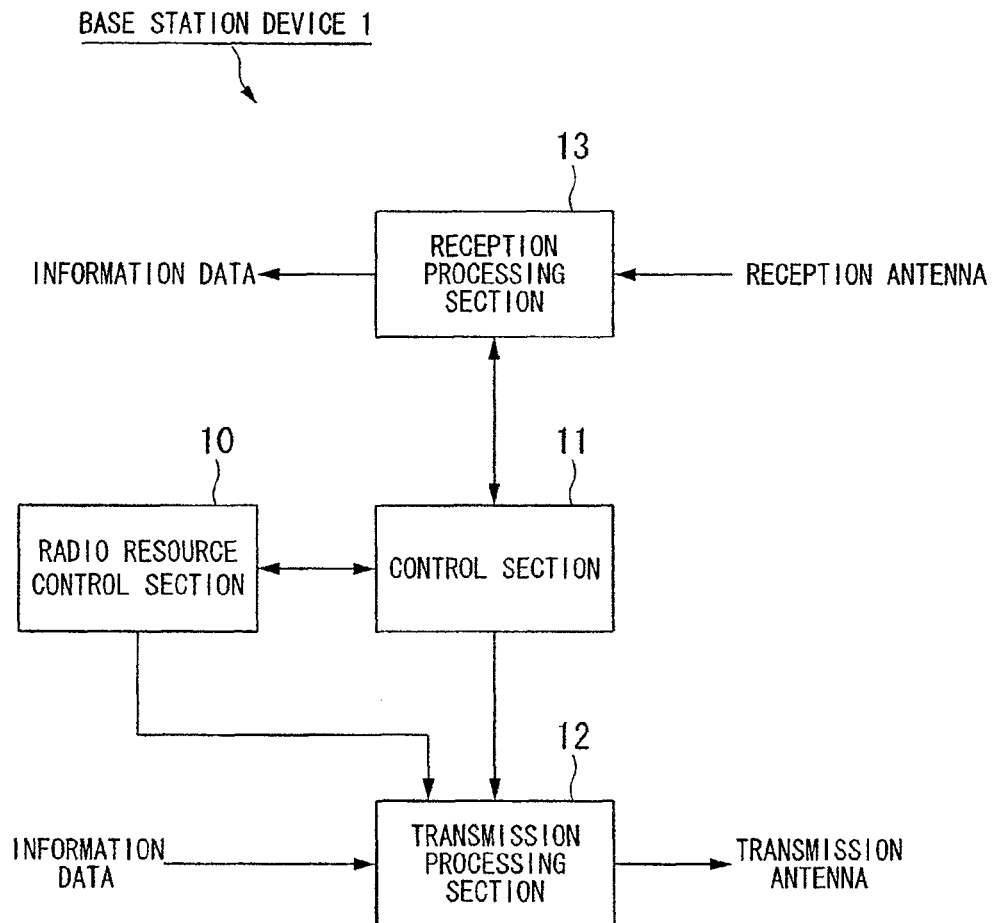 BASE STATION DEVICE 1
13
RECEPTION
PROCESSING
SECTION
INFORMATION DATA
RECEPTION ANTENNA
10
11
RADIO RESOURCE
CONTROL SECTION
CONTROL SECTION
12
INFORMATION
DATA
TRANSMISSION
PROCESSING
SECTION
TRANSMISSION
ANTENNA